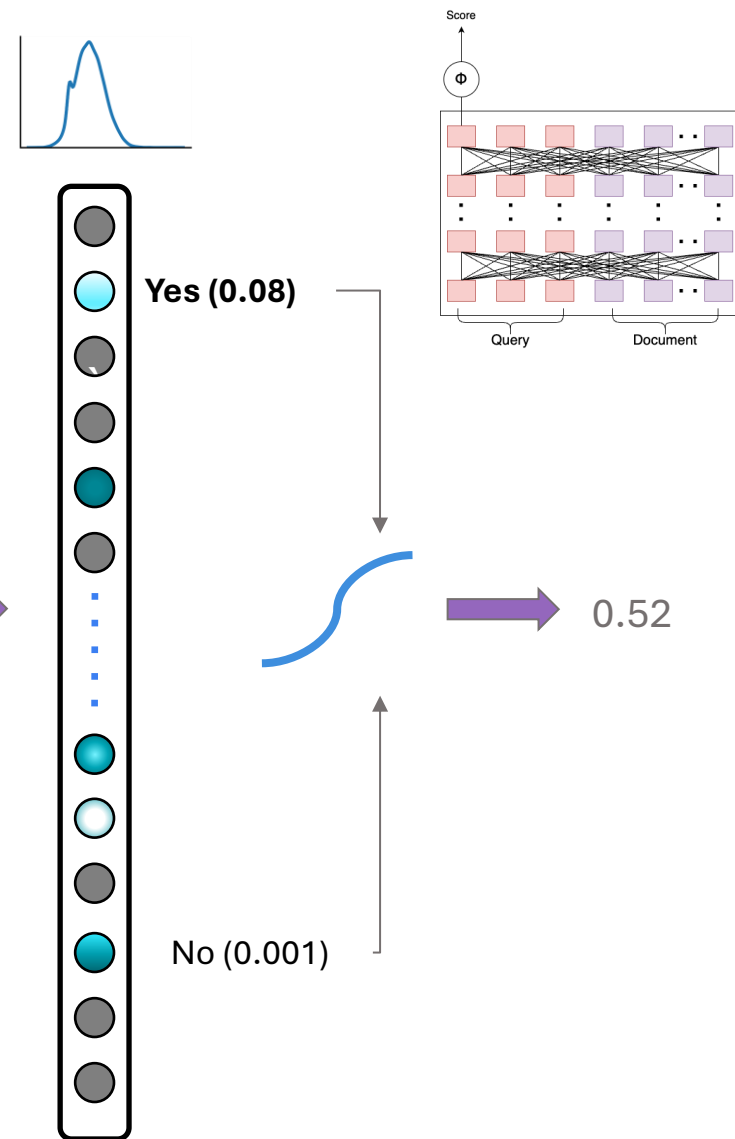 Score
Φ
Query
Document
Yes (0.08)
0.52
No (0.001)